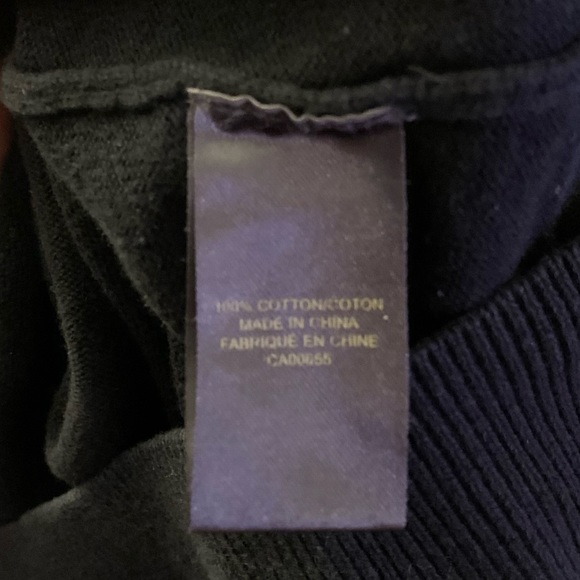 100% COTTON/COTON
MADE IN CHINA
FABRIQUÉ EN CHINE
CA00655